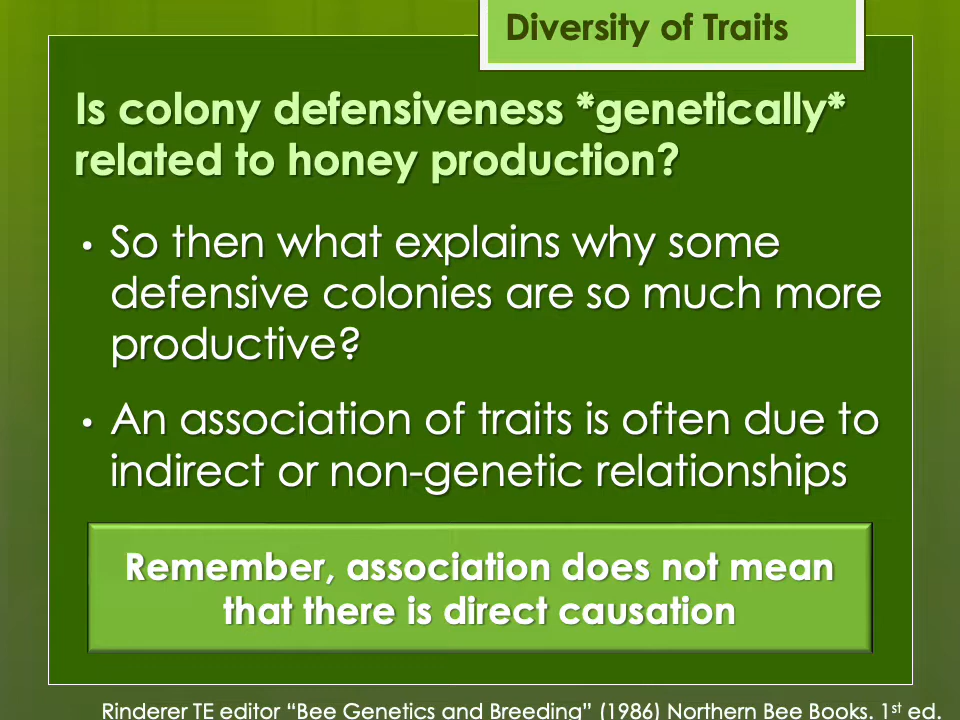 Diversity of Traits
Is colony defensiveness *genetically*
related to honey production?
• So then what explains why some
defensive colonies are so much more
productive?
• An association of traits is often due to
indirect or non-genetic relationships
Remember, association does not mean
that there is direct causation
Rinderer TE editor “Bee Genetics and Breeding” (1986) Northern Bee Books. 1st ed.